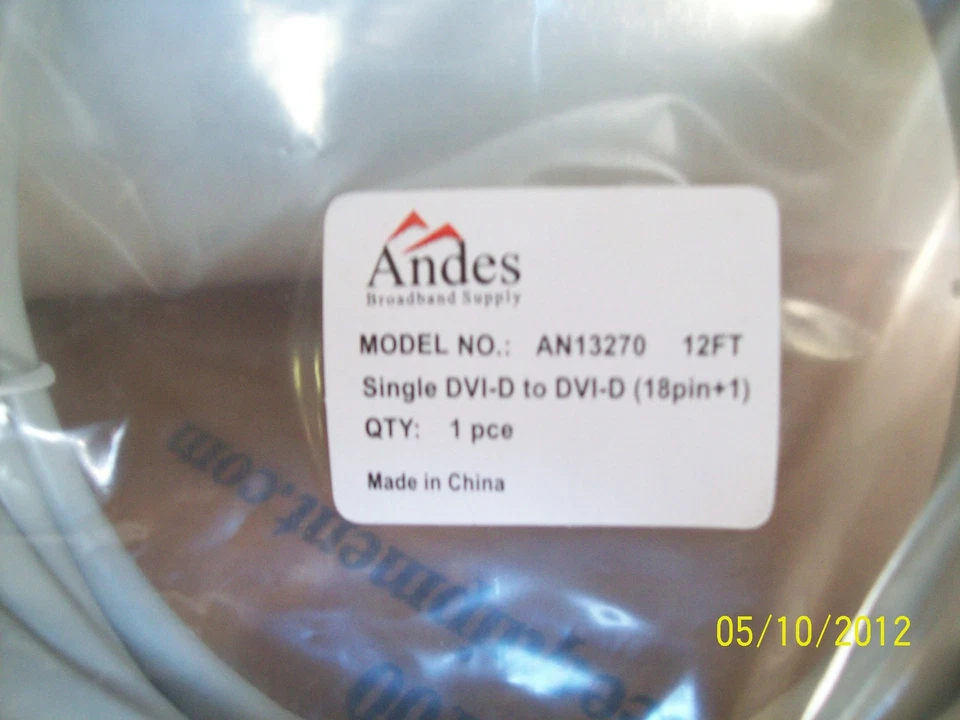 Andes
Broadband Supply
MODEL NO.: AN13270 12FT
Single DVI-D to DVI-D (18pin+1)
QTY: 1 pce
Made in China
05/10/2012